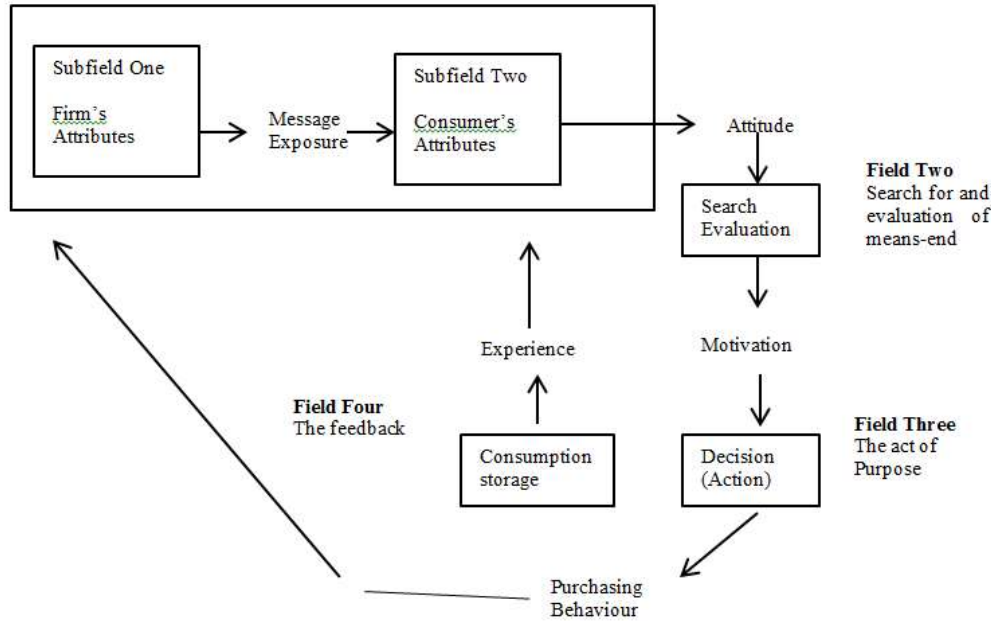 Subfield One
Firm's
Attributes
Message
Exposure
Subfield Two
Consumer's
Attributes
Attitude
Search
Evaluation
Field Two
Search for and
evaluation of
means-end
Motivation
Experience
Field Four
The feedback
Consumption
storage
Decision
(Action)
Field Three
The act of
Purpose
Purchasing
Behaviour